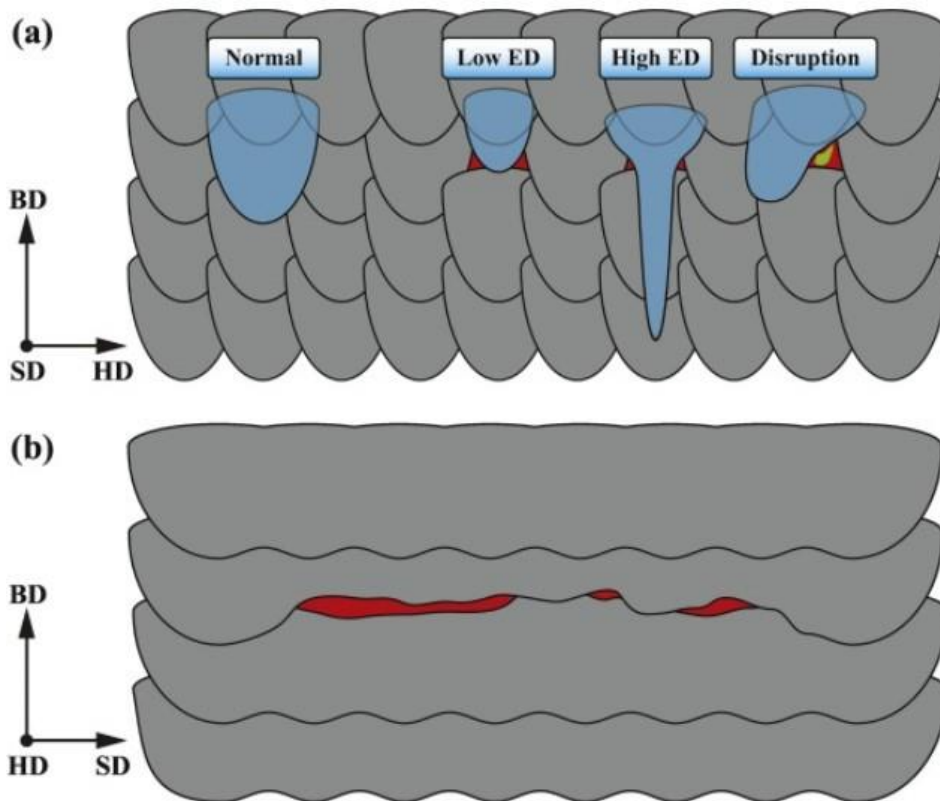 (a)
Normal
Low ED
High ED
Disruption
BD
SD
HD
(b)
BD
HD
SD